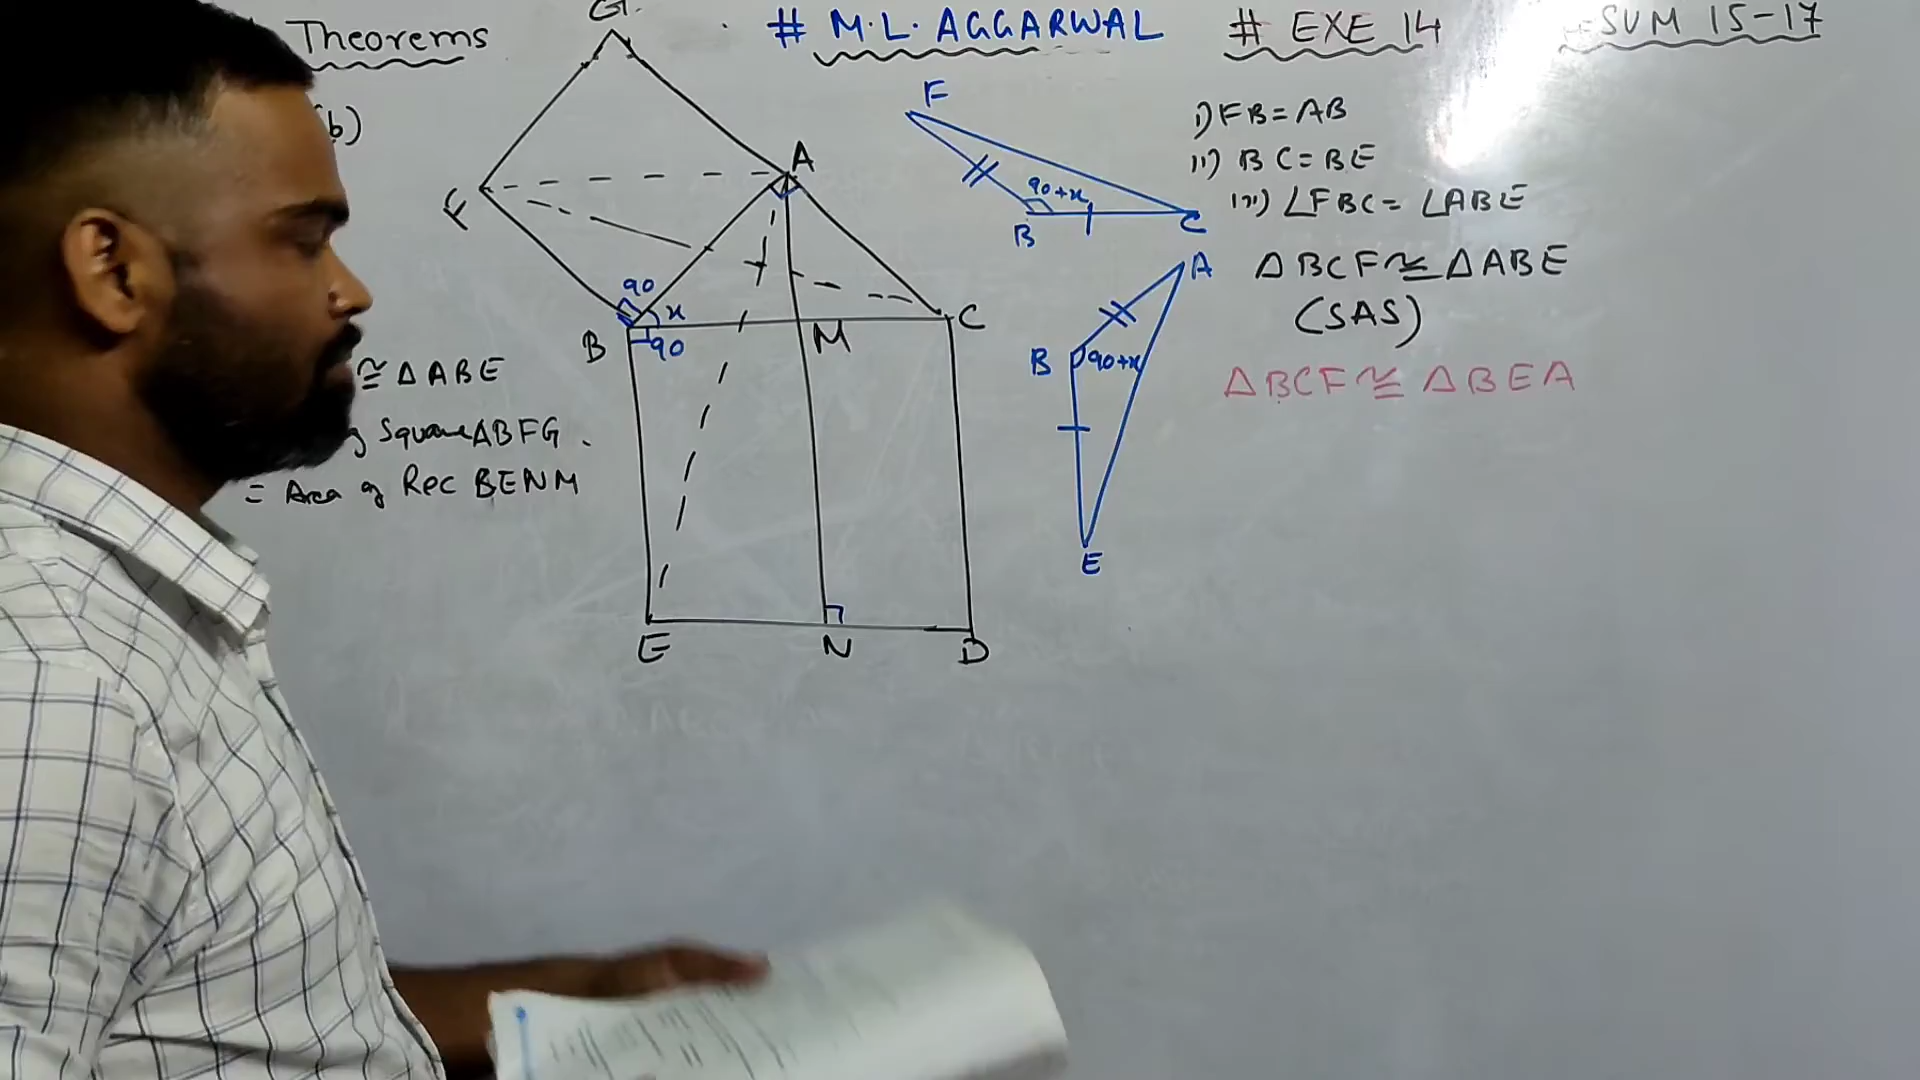 Theorems
# M.L. AGGARWAL
# EXE 14
SUM 15-17
b)
G
F
A
B
C
M
E
N
D
90
x
90
≅ Δ ABE
Square ABFG.
= Area of Rec BENM
F
90+x
B
C
A
B
90+x
E
i) FB = AB
ii) BC = BE
iii) ∠FBC = ∠ABE
Δ BCF ≅ Δ ABE
(SAS)
Δ BCF ≅ Δ BEA